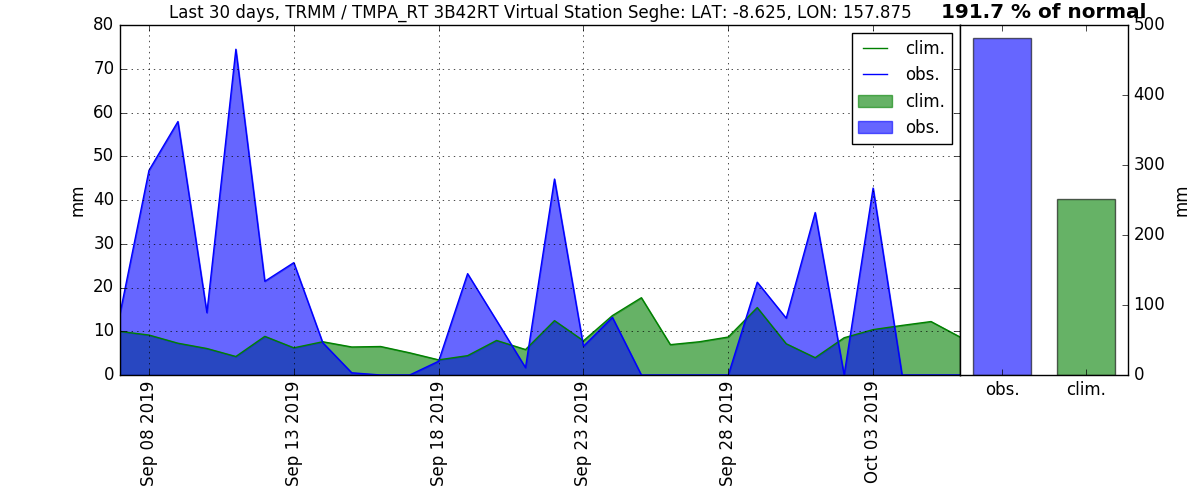 Last 30 days, TRMM / TMPA_RT 3B42RT Virtual Station Seghe: LAT: -8.625, LON: 157.875
191.7 % of normal
80
70
60
50
40
30
20
10
0
mm
Sep 08 2019
Sep 13 2019
Sep 18 2019
Sep 23 2019
Sep 28 2019
Oct 03 2019
clim.
obs.
clim.
obs.
500
400
300
200
100
0
mm
obs.
clim.